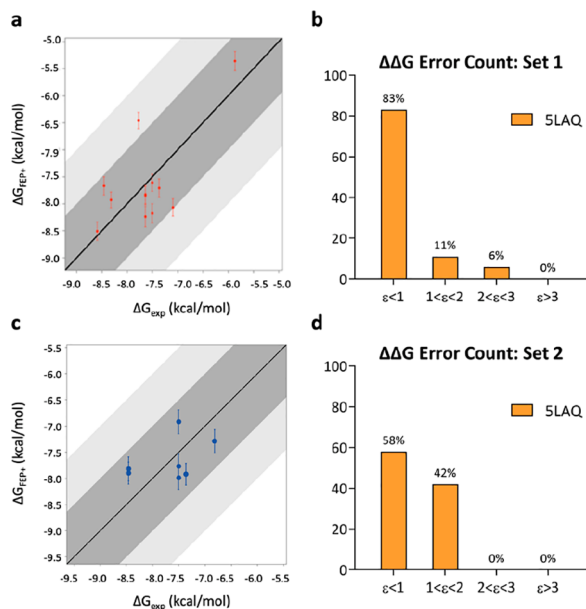 a
-5.0
-5.5
-6.0
-6.5
-7.0
-7.5
-8.0
-8.5
-9.0
ΔG_FEP+ (kcal/mol)
-9.0 -8.5 -8.0 -7.5 -7.0 -6.5 -6.0 -5.5 -5.0
ΔG_exp (kcal/mol)
b
ΔΔG Error Count: Set 1
100
80
60
40
20
0
83%
11%
6%
0%
5LAQ
ε<1 1<ε<2 2<ε<3 ε>3
c
-5.5
-6.0
-6.5
-7.0
-7.5
-8.0
-8.5
-9.0
-9.5
ΔG_FEP+ (kcal/mol)
-9.5 -9.0 -8.5 -8.0 -7.5 -7.0 -6.5 -6.0 -5.5
ΔG_exp (kcal/mol)
d
ΔΔG Error Count: Set 2
100
80
60
40
20
0
58%
42%
0%
0%
5LAQ
ε<1 1<ε<2 2<ε<3 ε>3